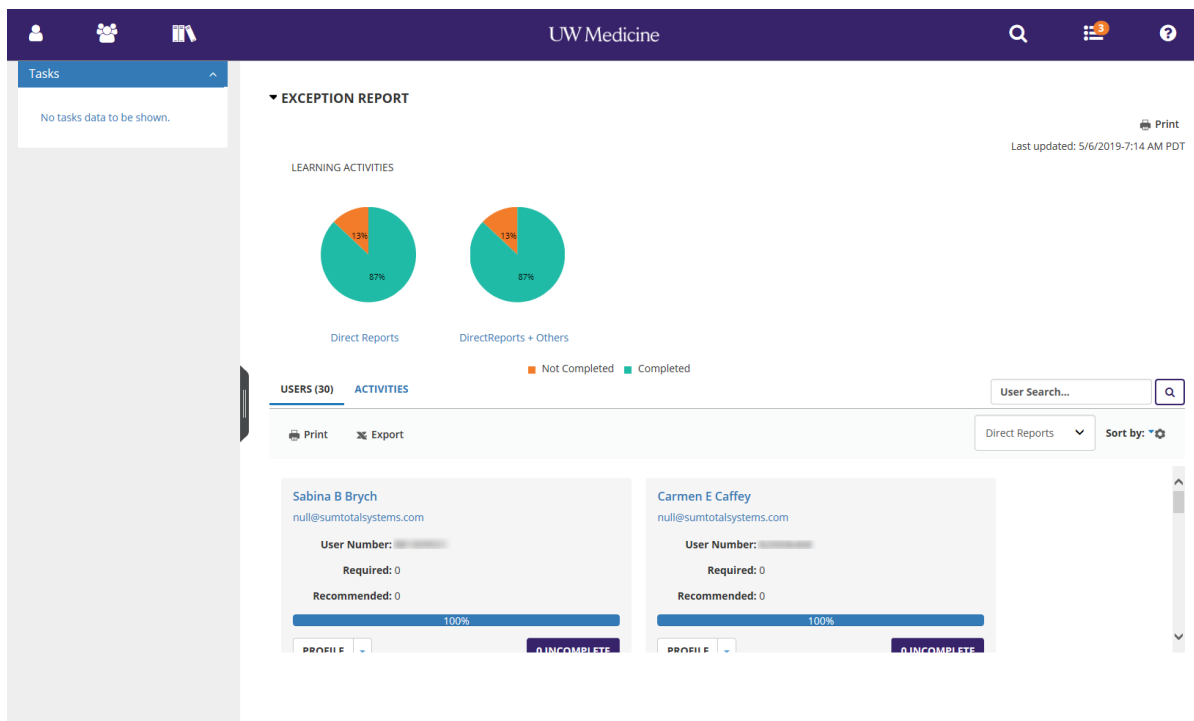 UW Medicine
3
Tasks
No tasks data to be shown.
EXCEPTION REPORT
Print
Last updated: 5/6/2019-7:14 AM PDT
LEARNING ACTIVITIES
13%
87%
13%
87%
Direct Reports
DirectReports + Others
Not Completed
Completed
USERS (30)
ACTIVITIES
User Search...
Print
Export
Direct Reports
Sort by:
Sabina B Brych
null@sumtotalsystems.com
User Number:
Required: 0
Recommended: 0
100%
PROFILE
0 INCOMPLETE
Carmen E Caffey
null@sumtotalsystems.com
User Number:
Required: 0
Recommended: 0
100%
PROFILE
0 INCOMPLETE